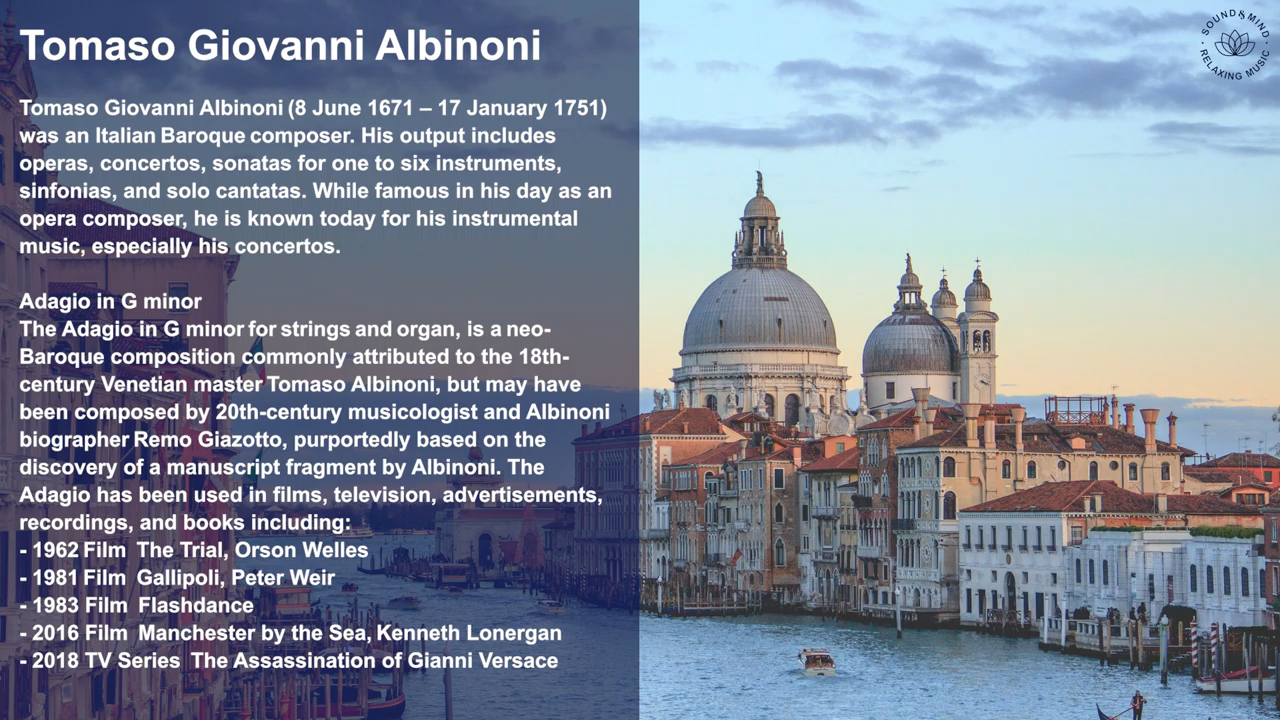 Tomaso Giovanni Albinoni
SOUND & MIND
RELAXING MUSIC
Tomaso Giovanni Albinoni (8 June 1671 – 17 January 1751)
was an Italian Baroque composer. His output includes
operas, concertos, sonatas for one to six instruments,
sinfonias, and solo cantatas. While famous in his day as an
opera composer, he is known today for his instrumental
music, especially his concertos.
Adagio in G minor
The Adagio in G minor for strings and organ, is a neo-
Baroque composition commonly attributed to the 18th-
century Venetian master Tomaso Albinoni, but may have
been composed by 20th-century musicologist and Albinoni
biographer Remo Giazotto, purportedly based on the
discovery of a manuscript fragment by Albinoni. The
Adagio has been used in films, television, advertisements,
recordings, and books including:
- 1962 Film  The Trial, Orson Welles
- 1981 Film  Gallipoli, Peter Weir
- 1983 Film  Flashdance
- 2016 Film  Manchester by the Sea, Kenneth Lonergan
- 2018 TV Series  The Assassination of Gianni Versace